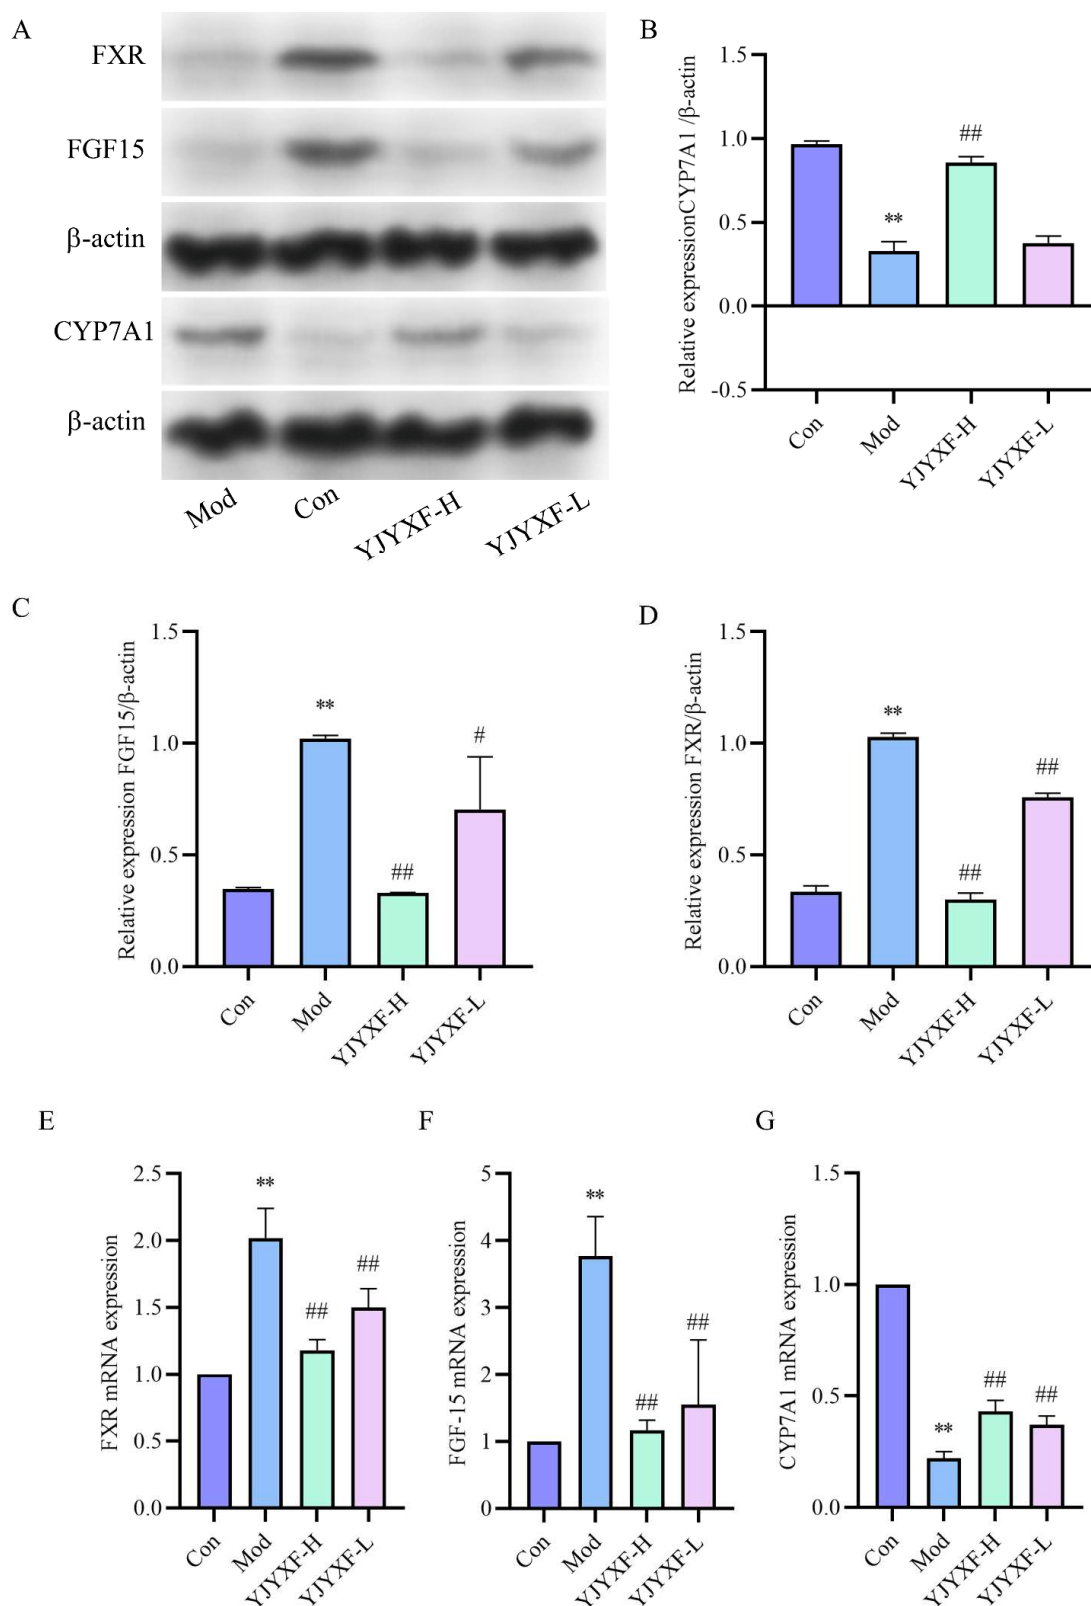 A
FXR
FGF15
β-actin
CYP7A1
β-actin
Mod
Con
YJYXF-H
YJYXF-L
B
Relative expressionCYP7A1 /β-actin
1.5
1.0
0.5
0.0
-0.5
**
##
Con
Mod
YJYXF-H
YJYXF-L
C
Relative expression FGF15/β-actin
1.5
1.0
0.5
0.0
**
##
#
Con
Mod
YJYXF-H
YJYXF-L
D
Relative expression FXR/β-actin
1.5
1.0
0.5
0.0
**
##
##
Con
Mod
YJYXF-H
YJYXF-L
E
FXR mRNA expression
2.5
2.0
1.5
1.0
0.5
0.0
**
##
##
Con
Mod
YJYXF-H
YJYXF-L
F
FGF-15 mRNA expression
5
4
3
2
1
0
**
##
##
Con
Mod
YJYXF-H
YJYXF-L
G
CYP7A1 mRNA expression
1.5
1.0
0.5
0.0
**
##
##
Con
Mod
YJYXF-H
YJYXF-L